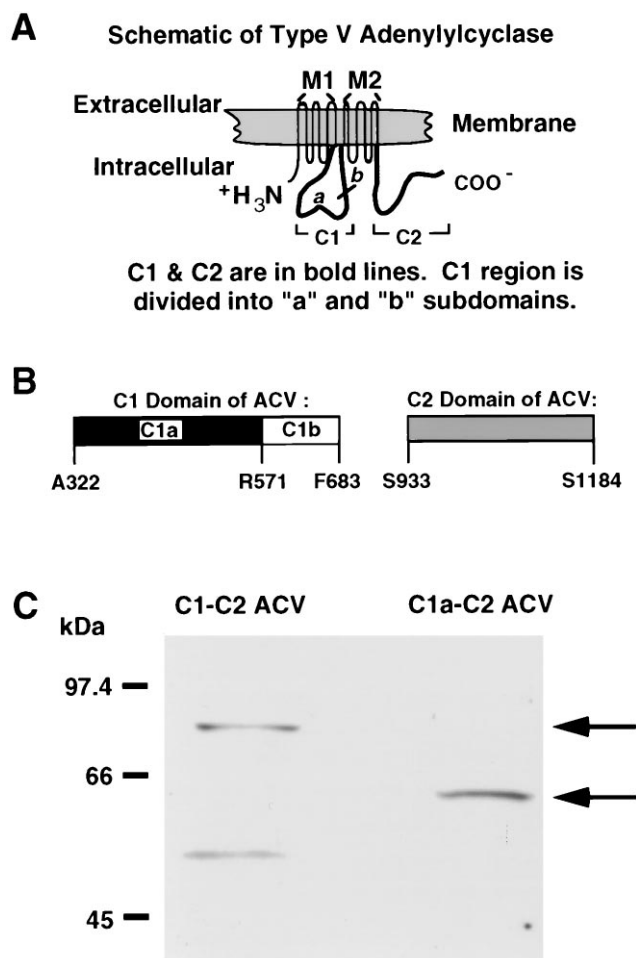 A
Schematic of Type V Adenylylcyclase
M1 M2
Extracellular
Membrane
Intracellular
+H3N
a
b
COO-
C1
C2
C1 & C2 are in bold lines. C1 region is
divided into "a" and "b" subdomains.
B
C1 Domain of ACV :
C2 Domain of ACV:
C1a
C1b
A322 R571 F683 S933 S1184
C
C1-C2 ACV
C1a-C2 ACV
kDa
97.4
66
45